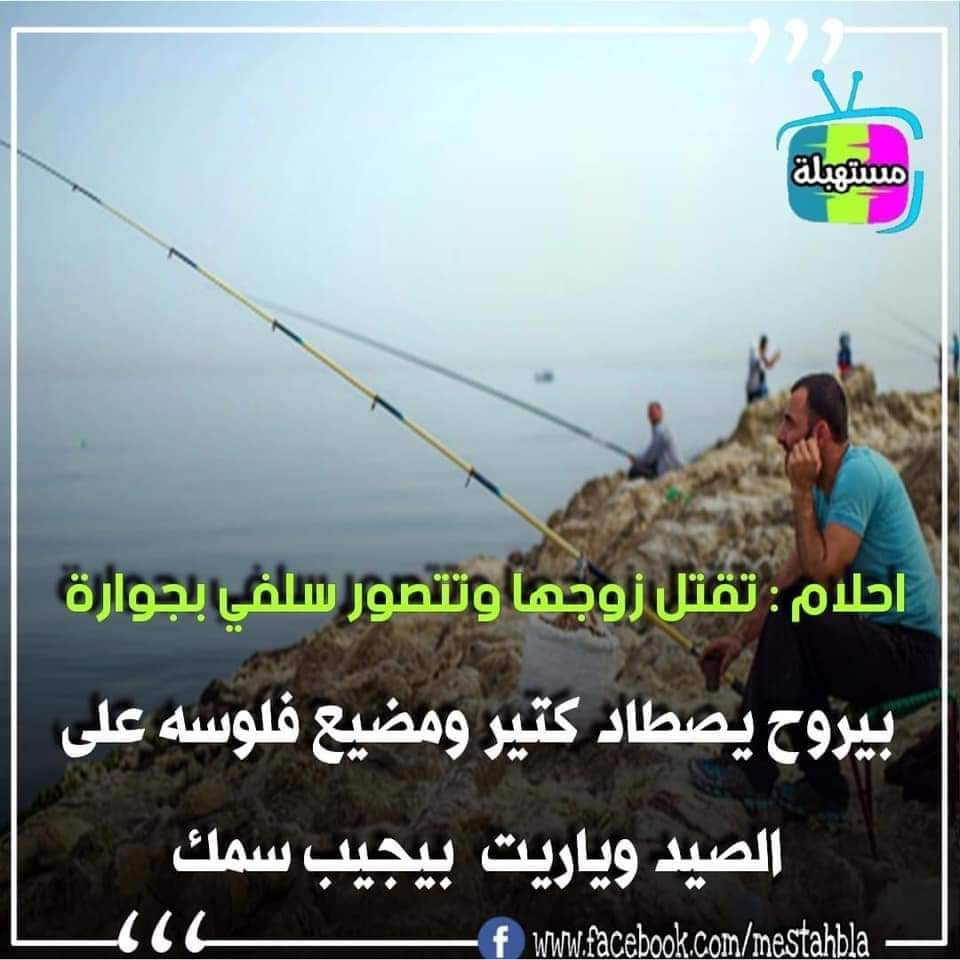 مستهبلة
احلام : تقتل زوجها وتتصور سلفي بجوارة
بيروح يصطاد كتير ومضيع فلوسه على
الصيد وياريت بيجيب سمك
www.facebook.com/mestahbla